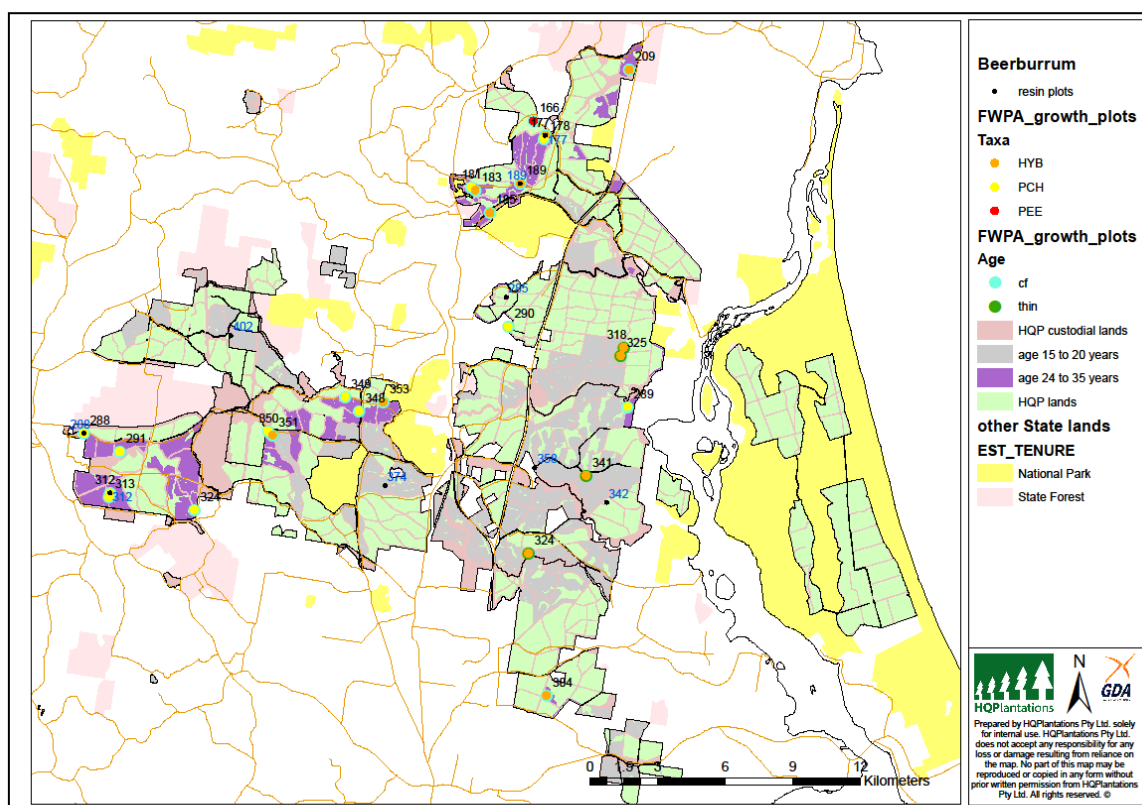 209
166
177
178
177
181
183
189
189
185
285
290
318
325
402
349
353
348
289
288
350
351
291
341
358
374
312
313
312
342
324
324
384
0 1.5 3 6 9 12
Kilometers
Beerburrum
resin plots
FWPA_growth_plots
Taxa
HYB
PCH
PEE
FWPA_growth_plots
Age
cf
thin
HQP custodial lands
age 15 to 20 years
age 24 to 35 years
HQP lands
other State lands
EST_TENURE
National Park
State Forest
HQPlantations
N
GDA
Prepared by HQPlantations Pty Ltd. solely
for internal use. HQPlantations Pty Ltd.
does not accept any responsibility for any
loss or damage resulting from reliance on
the map. No part of this map may be
reproduced or copied in any form without
prior written permission from HQPlantations
Pty Ltd. All rights reserved. ©